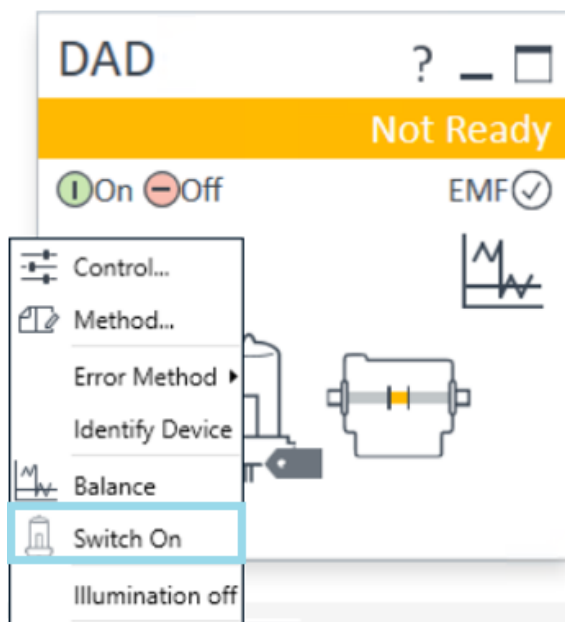 DAD ?
Not Ready
On Off EMF
Control...
Method...
Error Method
Identify Device
Balance
Switch On
Illumination off